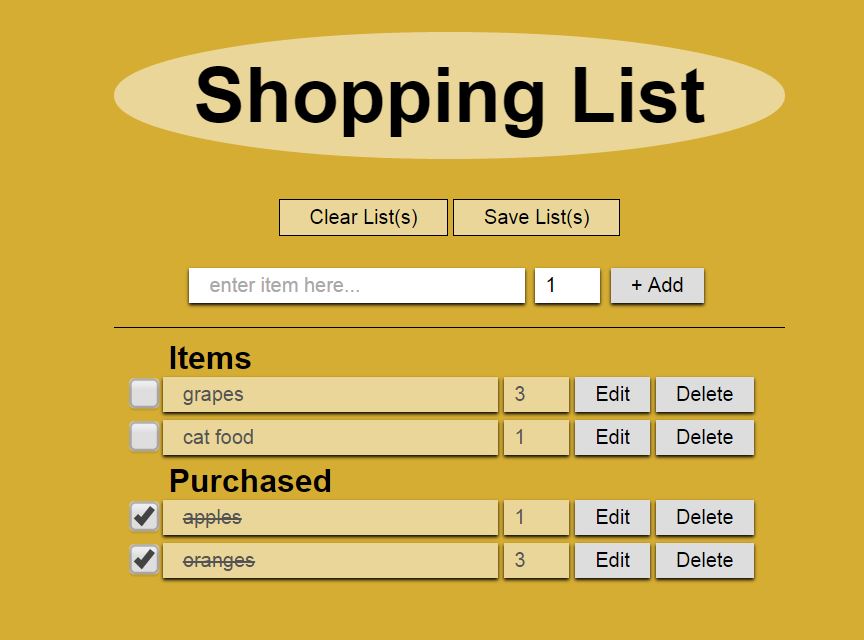 Shopping List
Clear List(s) Save List(s)
enter item here... 1 + Add
Items
grapes 3 Edit Delete
cat food 1 Edit Delete
Purchased
apples 1 Edit Delete
oranges 3 Edit Delete